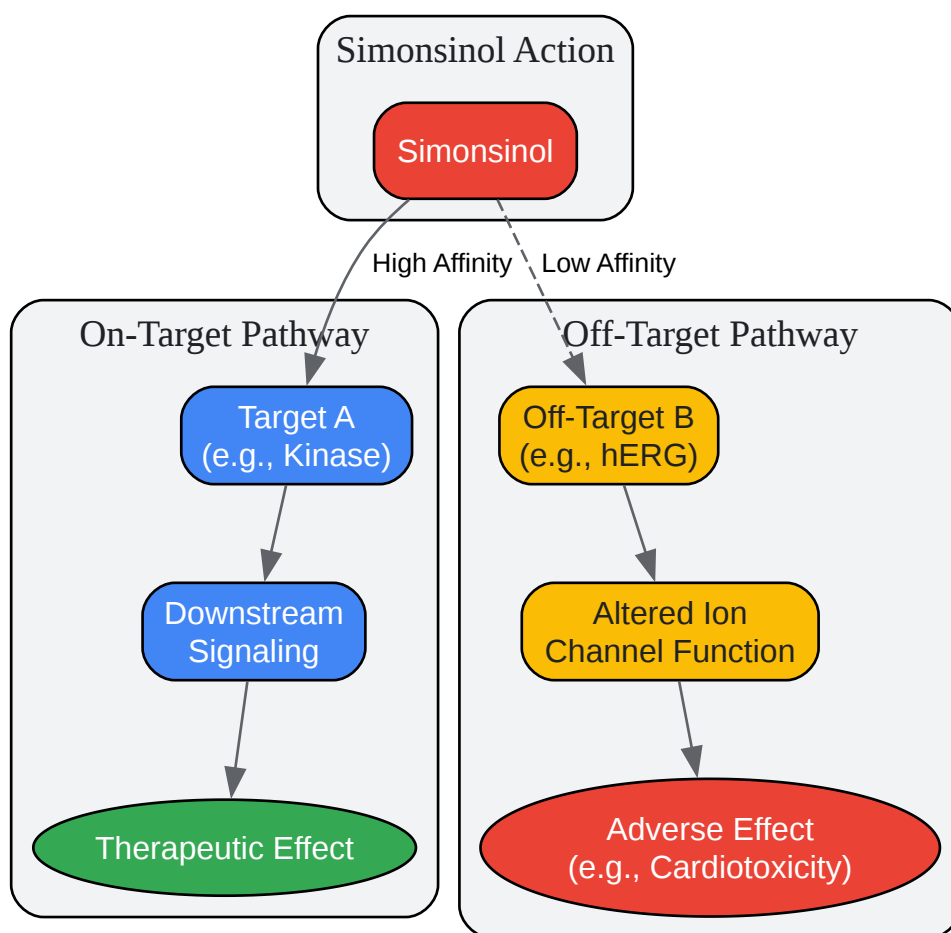 Simonsinol Action
Simonsinol
High Affinity
Low Affinity
On-Target Pathway
Off-Target Pathway
Target A
(e.g., Kinase)
Off-Target B
(e.g., hERG)
Downstream
Signaling
Altered Ion
Channel Function
Therapeutic Effect
Adverse Effect
(e.g., Cardiotoxicity)